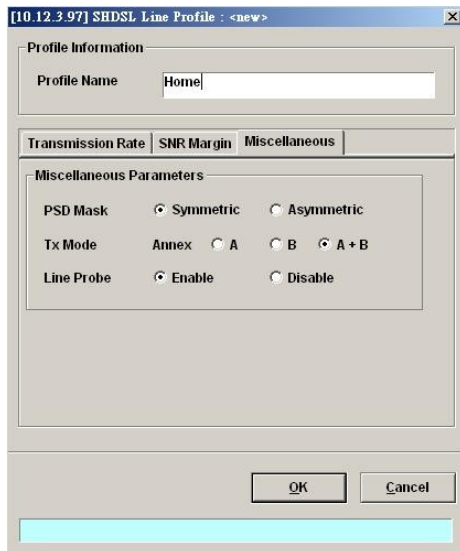 [10.12.3.97] SHDSL Line Profile : <new>
Profile Information
Profile Name Home
Transmission Rate SNR Margin Miscellaneous
Miscellaneous Parameters
PSD Mask Symmetric Asymmetric
Tx Mode Annex A B A + B
Line Probe Enable Disable
OK Cancel